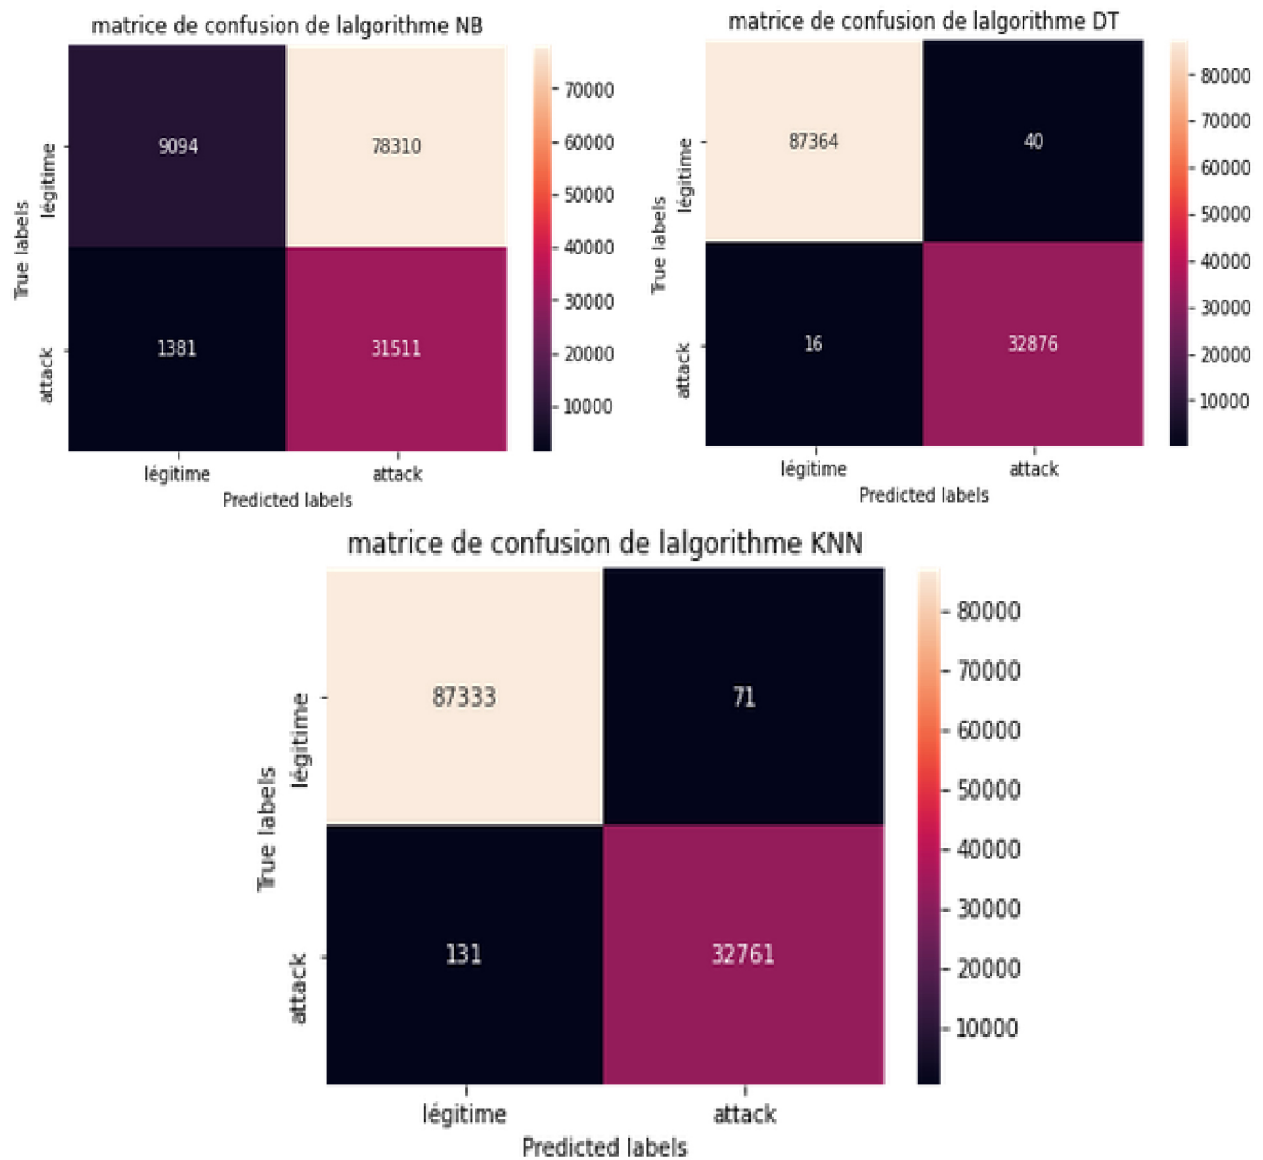 matrice de confusion de lalgorithme NB
9094
78310
1381
31511
légitime
attack
True labels
légitime
attack
Predicted labels
70000
60000
50000
40000
30000
20000
10000
matrice de confusion de lalgorithme DT
87364
40
16
32876
légitime
attack
True labels
légitime
attack
Predicted labels
80000
70000
60000
50000
40000
30000
20000
10000
matrice de confusion de lalgorithme KNN
87333
71
131
32761
légitime
attack
True labels
légitime
attack
Predicted labels
80000
70000
60000
50000
40000
30000
20000
10000